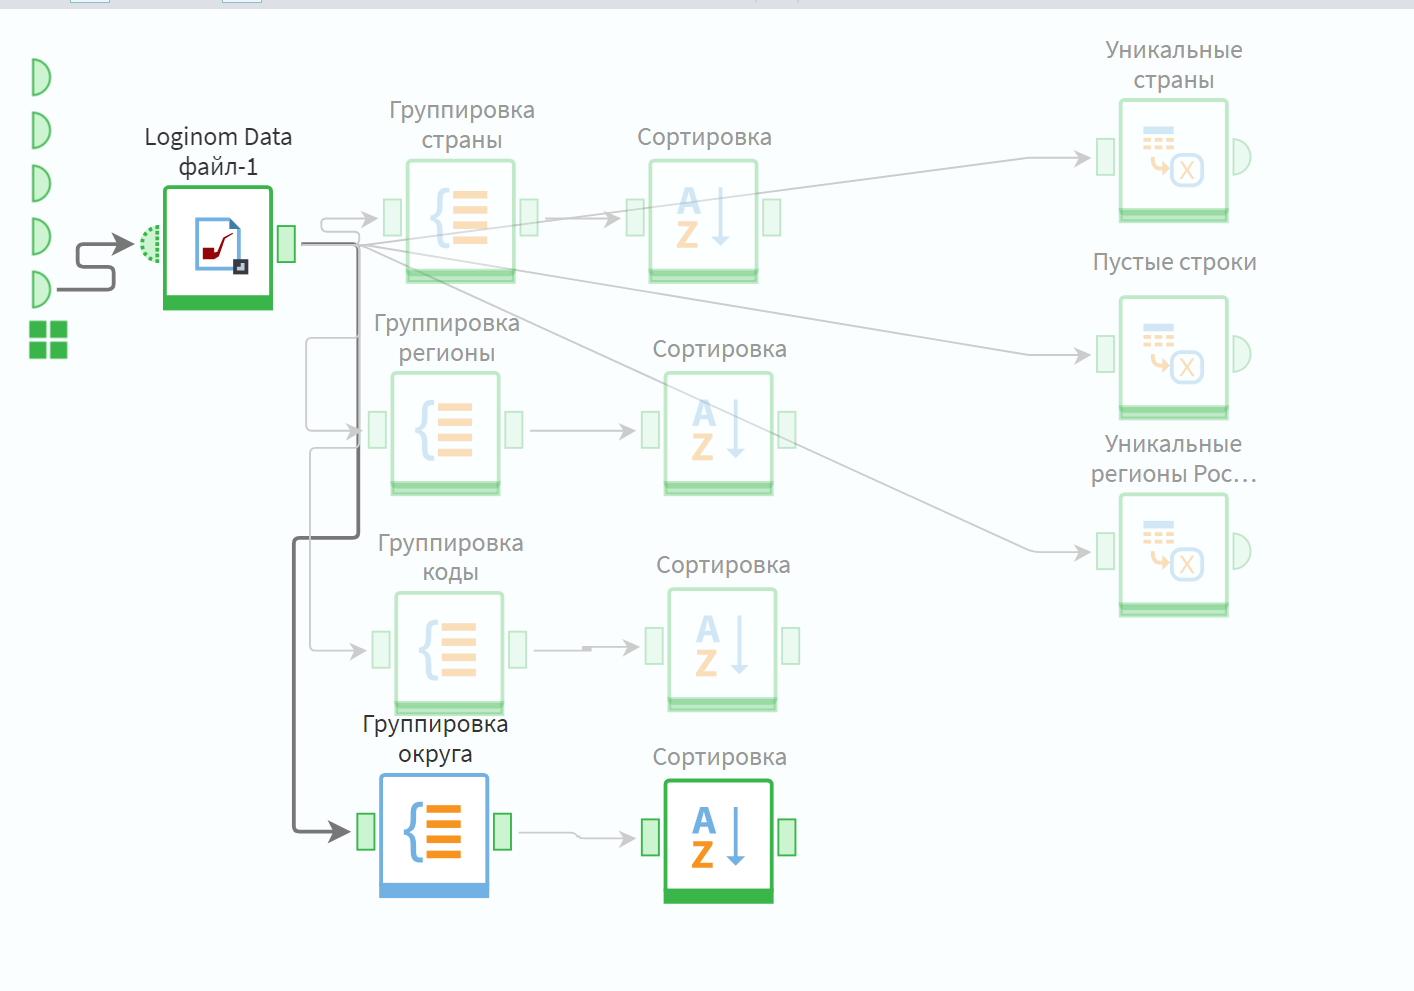 Уникальные
страны
Группировка
страны
Сортировка
Loginom Data
файл-1
Пустые строки
Группировка
регионы
Сортировка
Уникальные
регионы Рос...
Группировка
коды
Сортировка
Группировка
округа
Сортировка